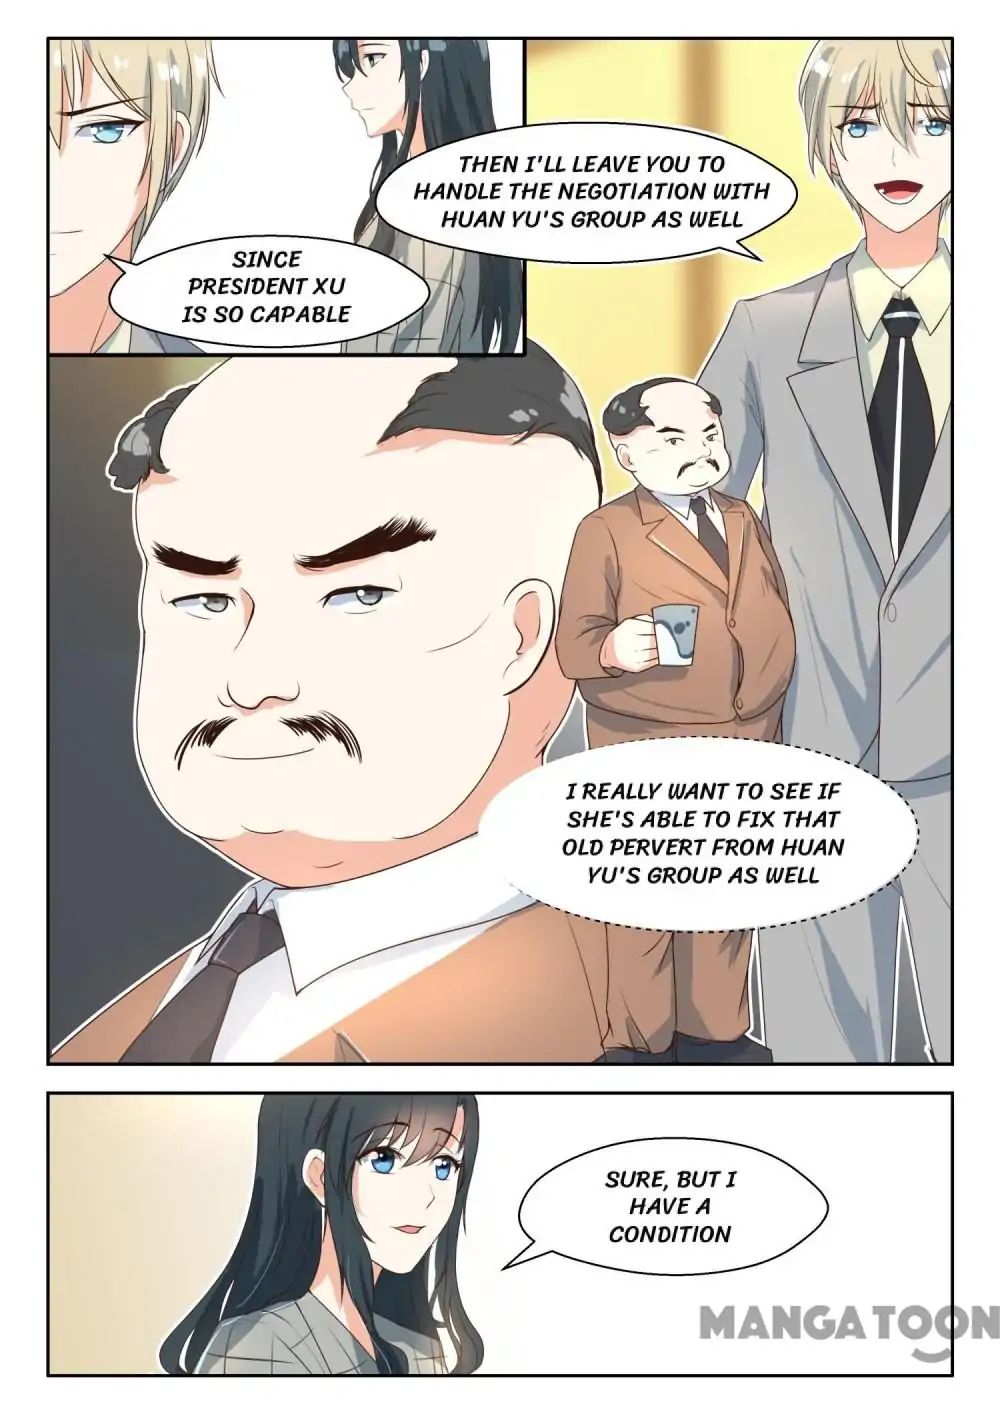 SINCE
PRESIDENT XU
IS SO CAPABLE
THEN I'LL LEAVE YOU TO
HANDLE THE NEGOTIATION WITH
HUAN YU'S GROUP AS WELL
I REALLY WANT TO SEE IF
SHE'S ABLE TO FIX THAT
OLD PERVERT FROM HUAN
YU'S GROUP AS WELL
SURE, BUT I
HAVE A
CONDITION
MANGATOON